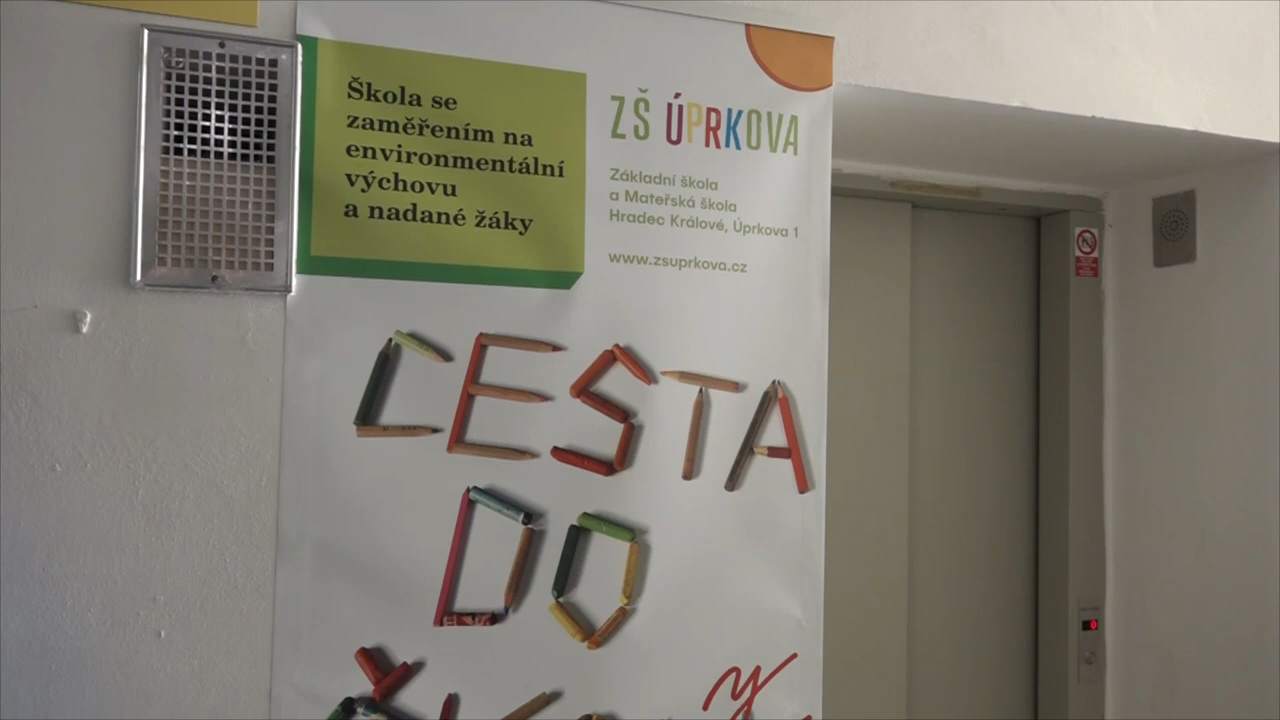 Škola se
zaměřením na
environmentální
výchovu
a nadané žáky
ZŠ ÚPRKOVA
Základní škola
a Mateřská škola
Hradec Králové, Úprkova 1
www.zsuprkova.cz
CESTA
DO